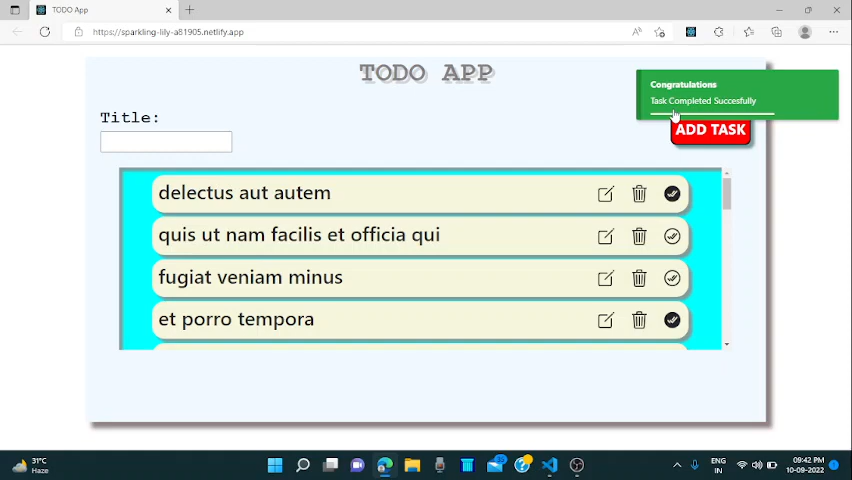 TODO App
https://sparkling-lily-a81905.netlify.app
TODO APP
Congratulations
Task Completed Succesfully
Title:
ADD TASK
delectus aut autem
quis ut nam facilis et officia qui
fugiat veniam minus
et porro tempora
31°C
Haze
ENG
IN
09:42 PM
10-09-2022